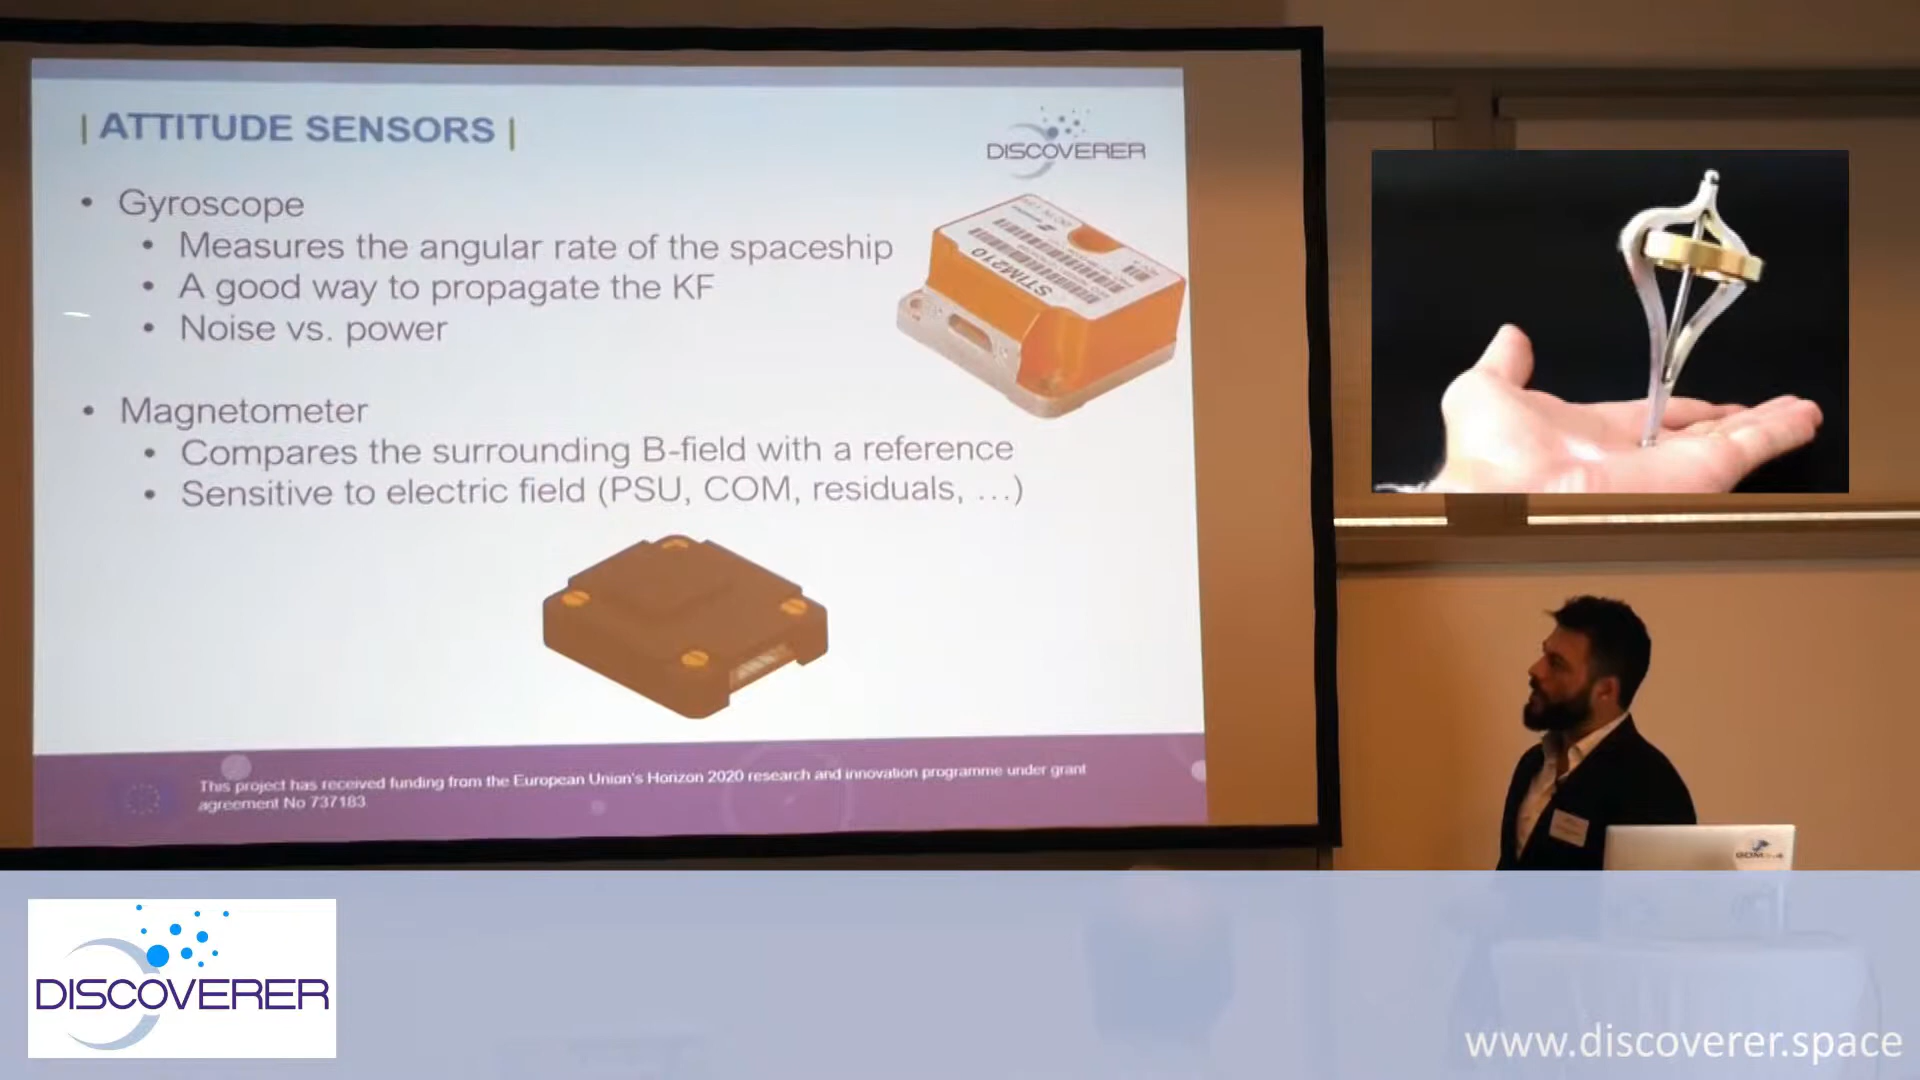 | ATTITUDE SENSORS |
DISCOVERER
• Gyroscope
• Measures the angular rate of the spaceship
• A good way to propagate the KF
• Noise vs. power
STIM210
• Magnetometer
• Compares the surrounding B-field with a reference
• Sensitive to electric field (PSU, COM, residuals, ...)
This project has received funding from the European Union's Horizon 2020 research and innovation programme under grant
agreement No 737183
DISCOVERER
www.discoverer.space